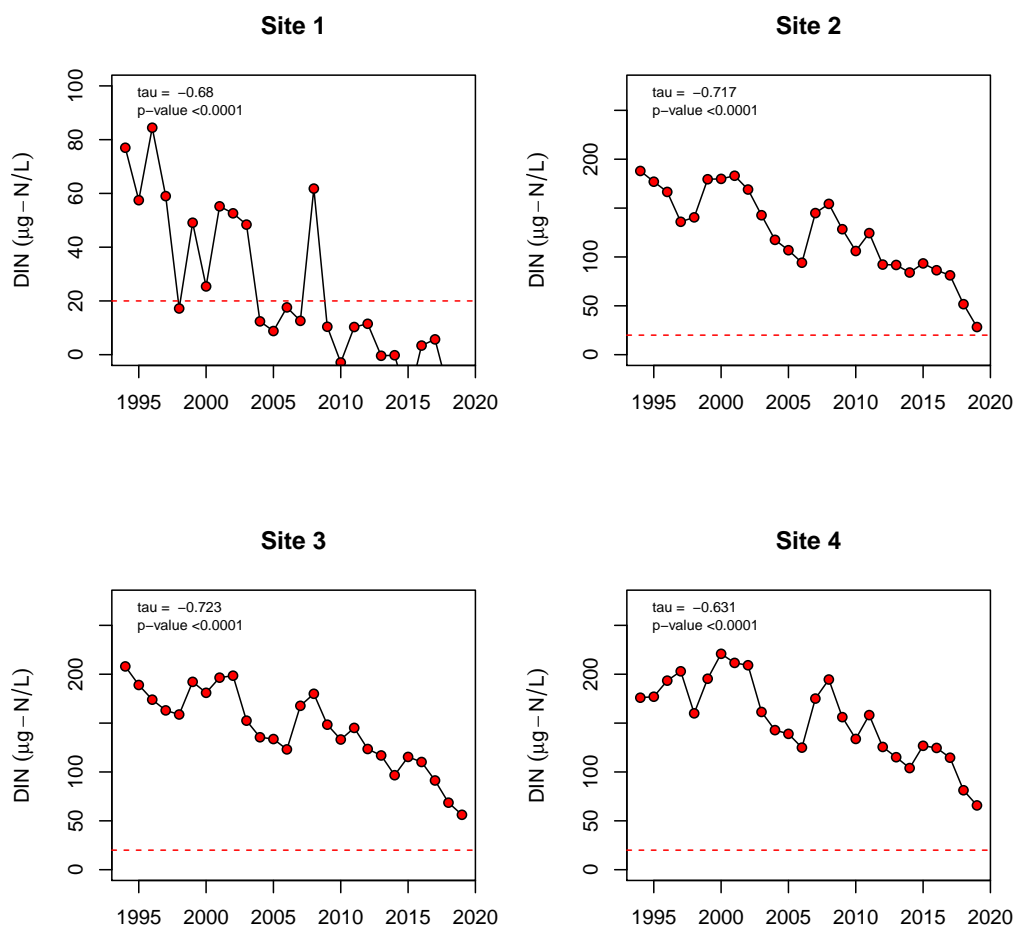 Site 1
tau = −0.68
p−value <0.0001
DIN (μg−N/L)
100
80
60
40
20
0
1995 2000 2005 2010 2015 2020
Site 2
tau = −0.717
p−value <0.0001
DIN (μg−N/L)
200
100
50
0
1995 2000 2005 2010 2015 2020
Site 3
tau = −0.723
p−value <0.0001
DIN (μg−N/L)
200
100
50
0
1995 2000 2005 2010 2015 2020
Site 4
tau = −0.631
p−value <0.0001
DIN (μg−N/L)
200
100
50
0
1995 2000 2005 2010 2015 2020